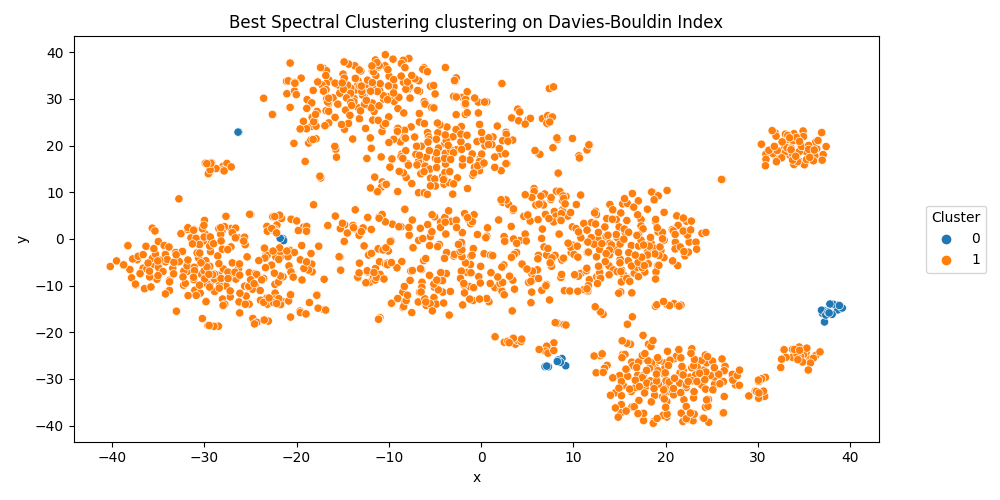 Best Spectral Clustering clustering on Davies-Bouldin Index
40
30
20
10
0
−10
−20
−30
−40
y
−40 −30 −20 −10 0 10 20 30 40
x
Cluster
0
1